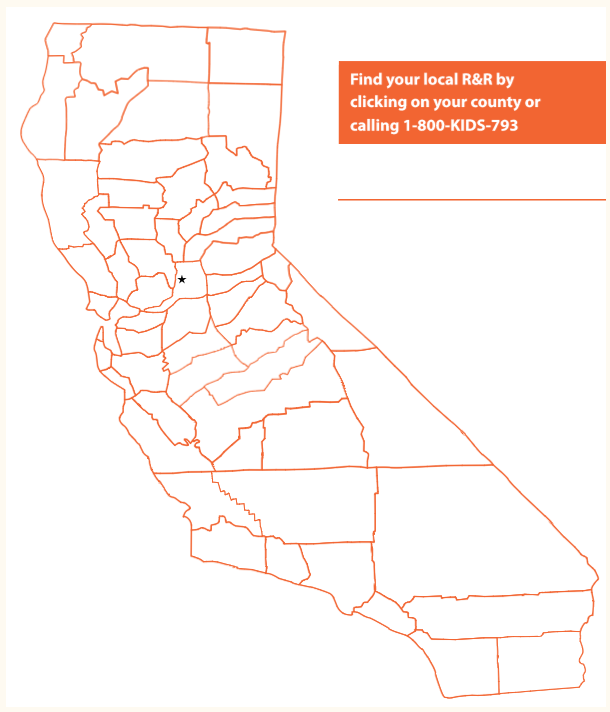 Find your local R&R by
clicking on your county or
calling 1-800-KIDS-793